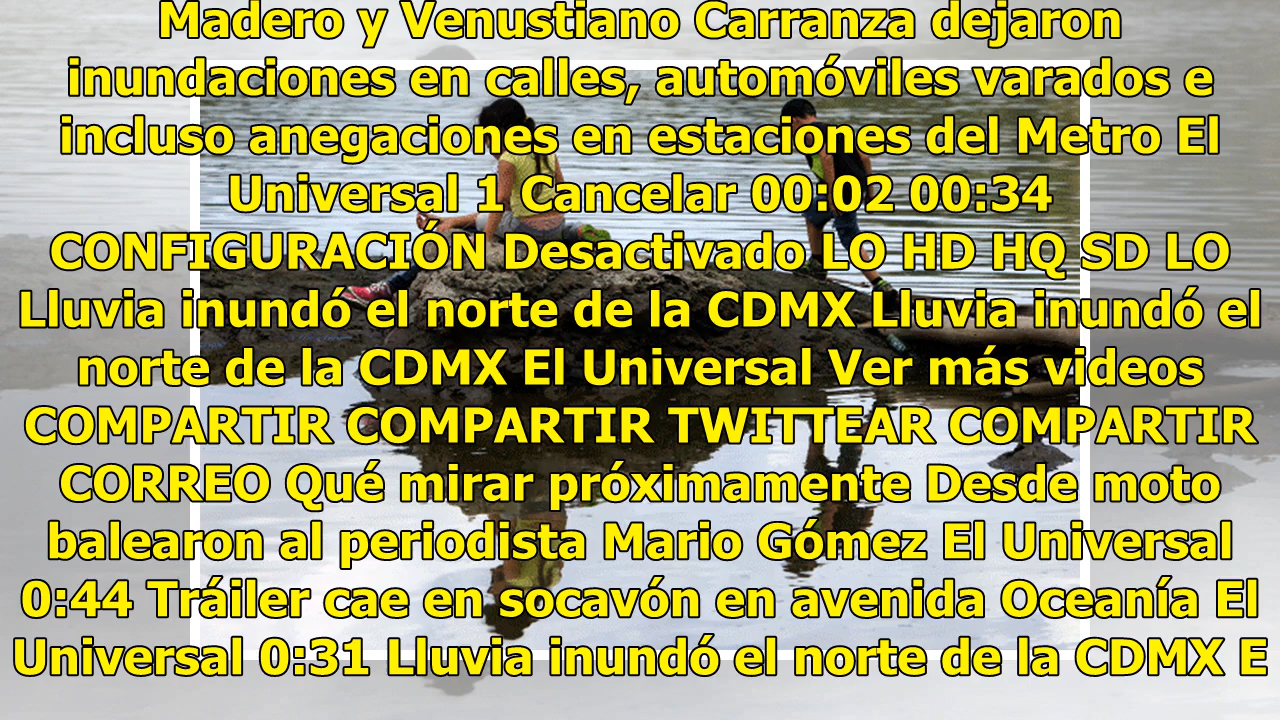 Madero y Venustiano Carranza dejaron
inundaciones en calles, automóviles varados e
incluso anegaciones en estaciones del Metro El
Universal 1 Cancelar 00:02 00:34
CONFIGURACIÓN Desactivado LO HD HQ SD LO
Lluvia inundó el norte de la CDMX Lluvia inundó el
norte de la CDMX El Universal Ver más videos
COMPARTIR COMPARTIR TWITTEAR COMPARTIR
CORREO Qué mirar próximamente Desde moto
balearon al periodista Mario Gómez El Universal
0:44 Tráiler cae en socavón en avenida Oceanía El
Universal 0:31 Lluvia inundó el norte de la CDMX E